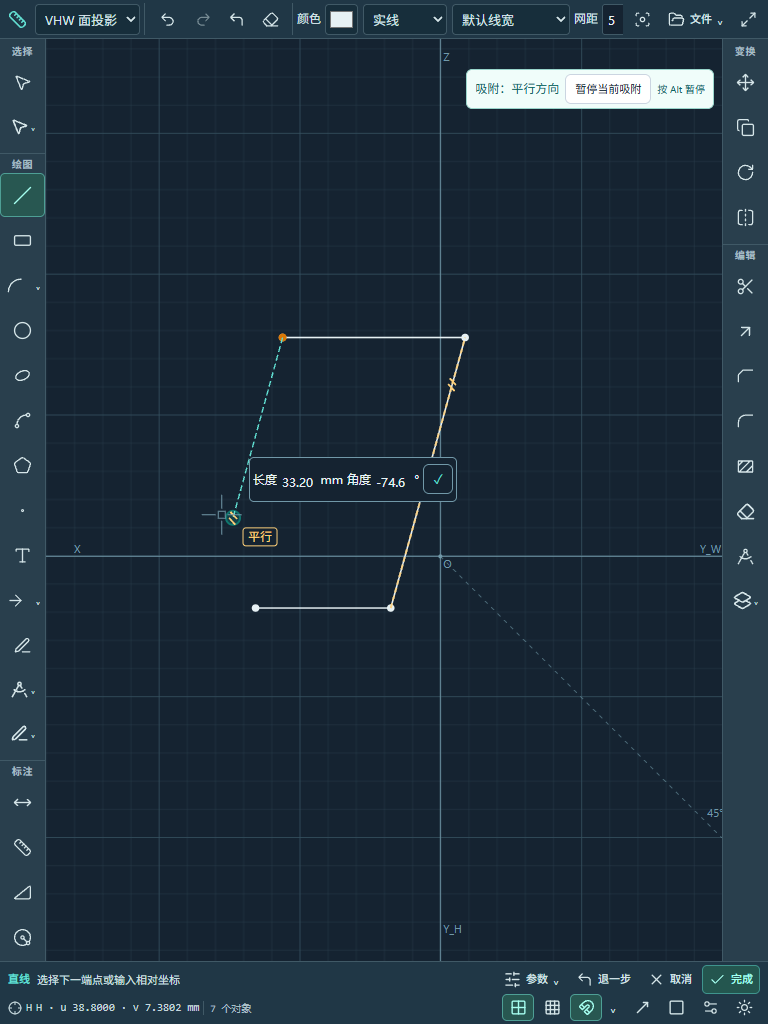 VHW 面投影
颜色
实线
默认线宽
网距
5
文件
选择
绘图
标注
变换
编辑
吸附：平行方向
暂停当前吸附
按 Alt 暂停
Z
长度 33.20 mm 角度 -74.6 °
平行
X
Y_W
O
45°
Y_H
直线 选择下一端点或输入相对坐标
参数
退一步
取消
完成
H H · u 38.8000 · v 7.3802 mm
7 个对象